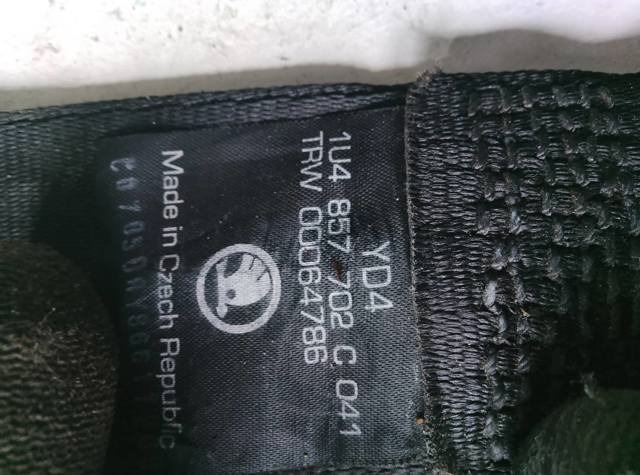 YD4
1U4 857 702 C 041
TRW 00064786
Made in Czech Republic